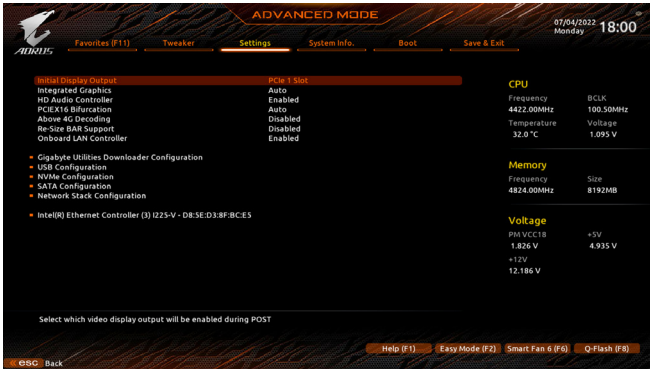 ADVANCED MODE
07/04/2022 18:00
Monday
AORUS
Favorites (F11) Tweaker Settings System Info. Boot Save & Exit
Initial Display Output PCIe 1 Slot
Integrated Graphics Auto
HD Audio Controller Enabled
PCIEX16 Bifurcation Auto
Above 4G Decoding Disabled
Re-Size BAR Support Disabled
Onboard LAN Controller Enabled
Gigabyte Utilities Downloader Configuration
USB Configuration
NVMe Configuration
SATA Configuration
Network Stack Configuration
Intel(R) Ethernet Controller (3) I225-V - D8:5E:D3:8F:BC:E5
CPU
Frequency BCLK
4422.00MHz 100.50MHz
Temperature Voltage
32.0 °C 1.095 V
Memory
Frequency Size
4824.00MHz 8192MB
Voltage
PM VCC18 +5V
1.826 V 4.935 V
+12V
12.186 V
Select which video display output will be enabled during POST
Help (F1) Easy Mode (F2) Smart Fan 6 (F6) Q-Flash (F8)
esc Back